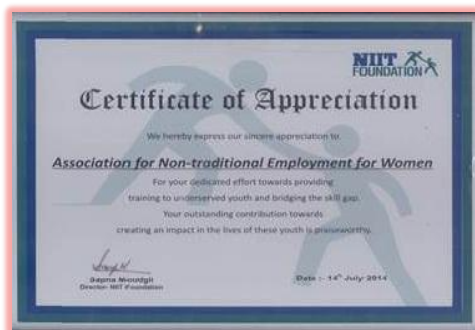 NIIT
FOUNDATION
Certificate of Appreciation
We hereby express our sincere appreciation to
Association for Non-traditional Employment for Women
For your dedicated effort towards providing
training to underserved youth and bridging the skill gap.
Your outstanding contribution towards
creating an impact in the lives of these youth is praiseworthy.
Sapna Moudgil
Director- NIIT Foundation
Date :- 14th July 2014